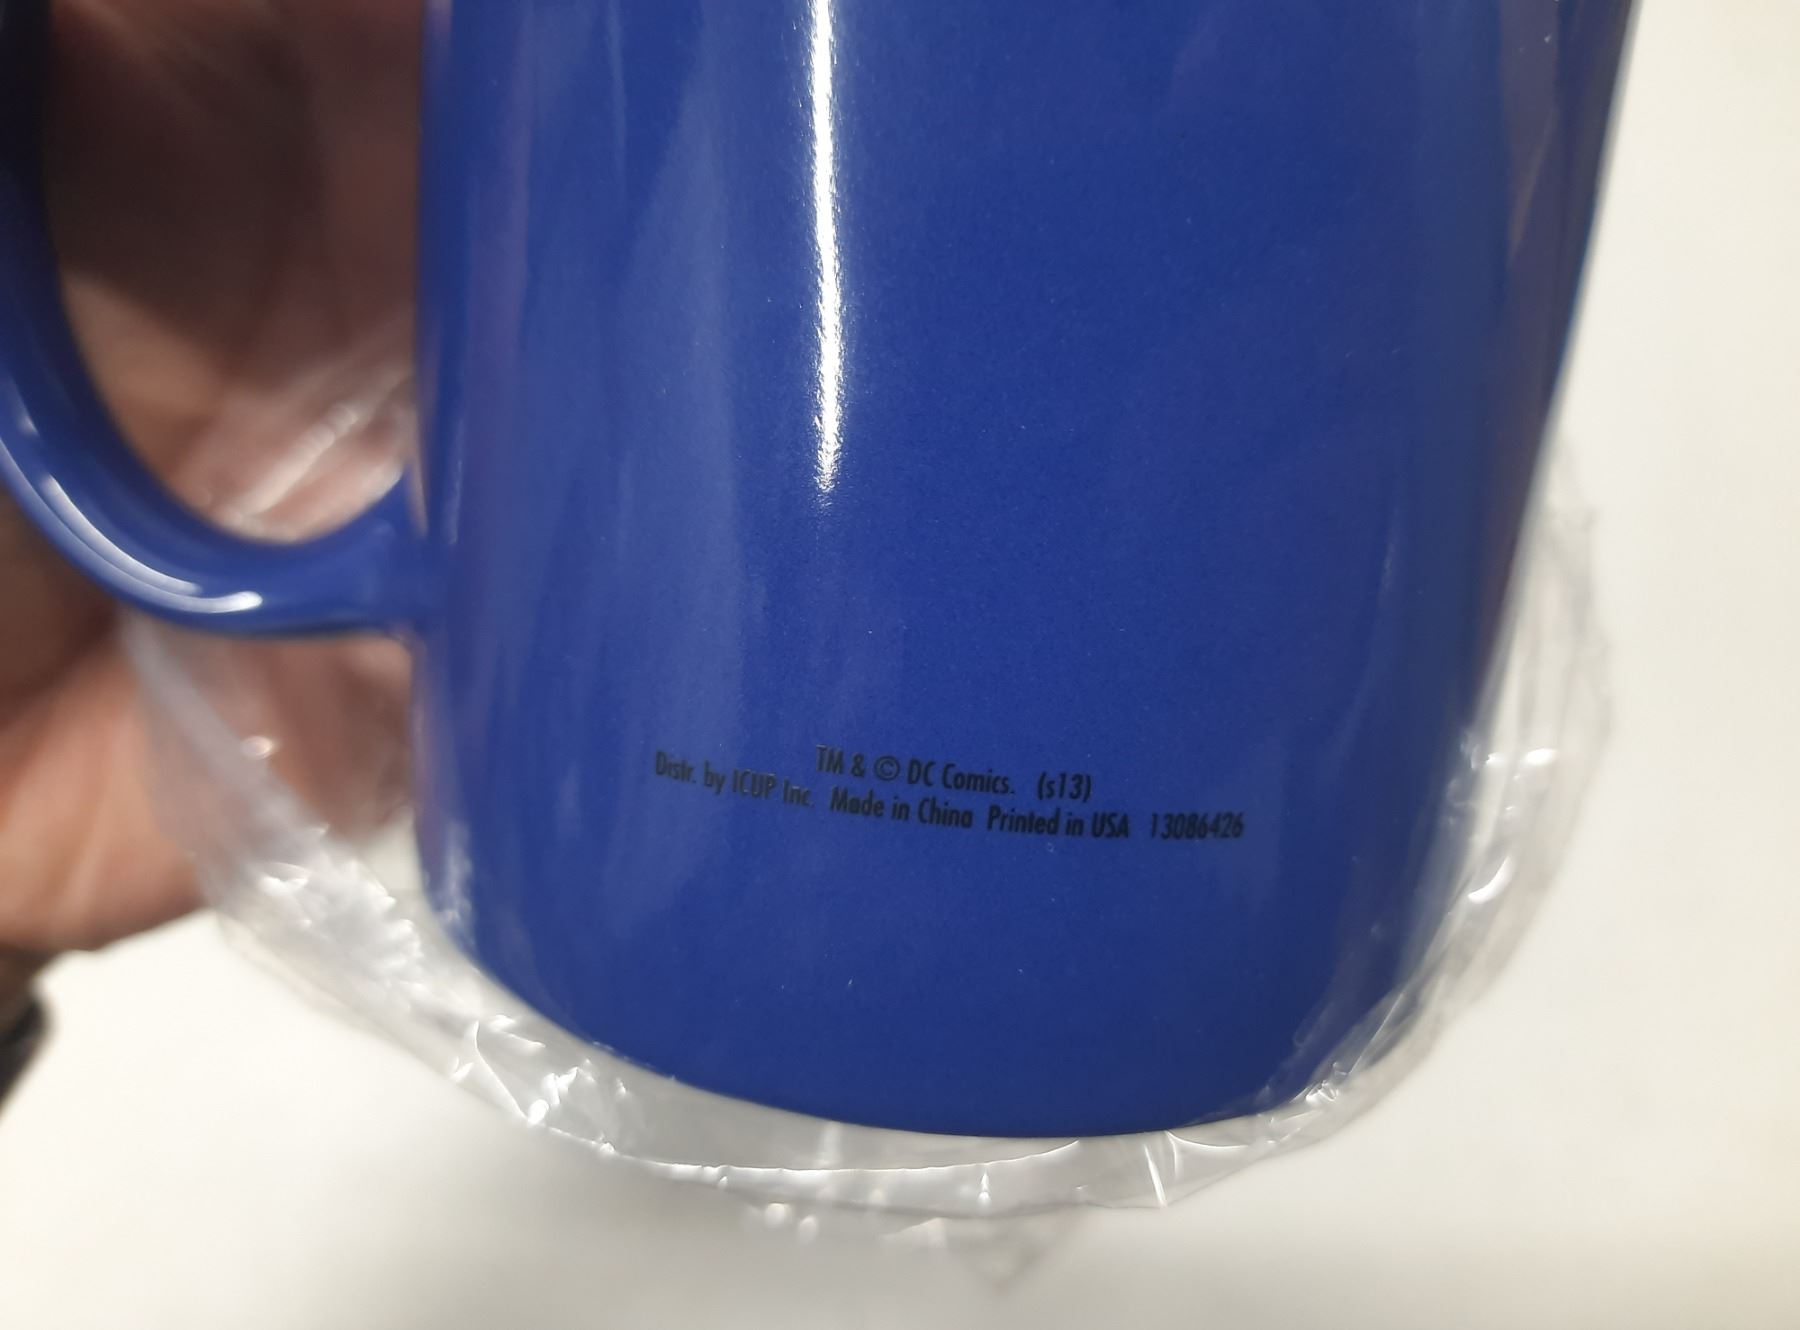 TM & © DC Comics. (s13)
Distr. by ICUP Inc. Made in China Printed in USA 13086426